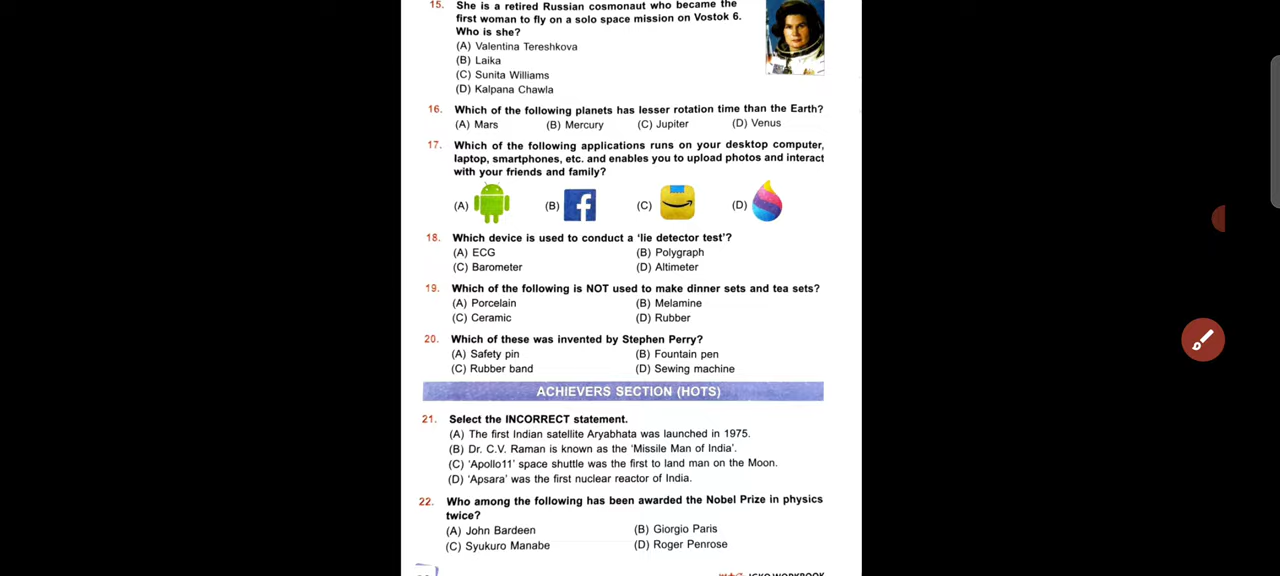 15. She is a retired Russian cosmonaut who became the
first woman to fly on a solo space mission on Vostok 6.
Who is she?
(A) Valentina Tereshkova
(B) Laika
(C) Sunita Williams
(D) Kalpana Chawla
16. Which of the following planets has lesser rotation time than the Earth?
(A) Mars (B) Mercury (C) Jupiter (D) Venus
17. Which of the following applications runs on your desktop computer,
laptop, smartphones, etc. and enables you to upload photos and interact
with your friends and family?
(A) (B) f (C) (D)
18. Which device is used to conduct a 'lie detector test'?
(A) ECG (B) Polygraph
(C) Barometer (D) Altimeter
19. Which of the following is NOT used to make dinner sets and tea sets?
(A) Porcelain (B) Melamine
(C) Ceramic (D) Rubber
20. Which of these was invented by Stephen Perry?
(A) Safety pin (B) Fountain pen
(C) Rubber band (D) Sewing machine
ACHIEVERS SECTION (HOTS)
21. Select the INCORRECT statement.
(A) The first Indian satellite Aryabhata was launched in 1975.
(B) Dr. C.V. Raman is known as the 'Missile Man of India'.
(C) 'Apollo11' space shuttle was the first to land man on the Moon.
(D) 'Apsara' was the first nuclear reactor of India.
22. Who among the following has been awarded the Nobel Prize in physics
twice?
(A) John Bardeen (B) Giorgio Paris
(C) Syukuro Manabe (D) Roger Penrose
IGKO WORKBOOK